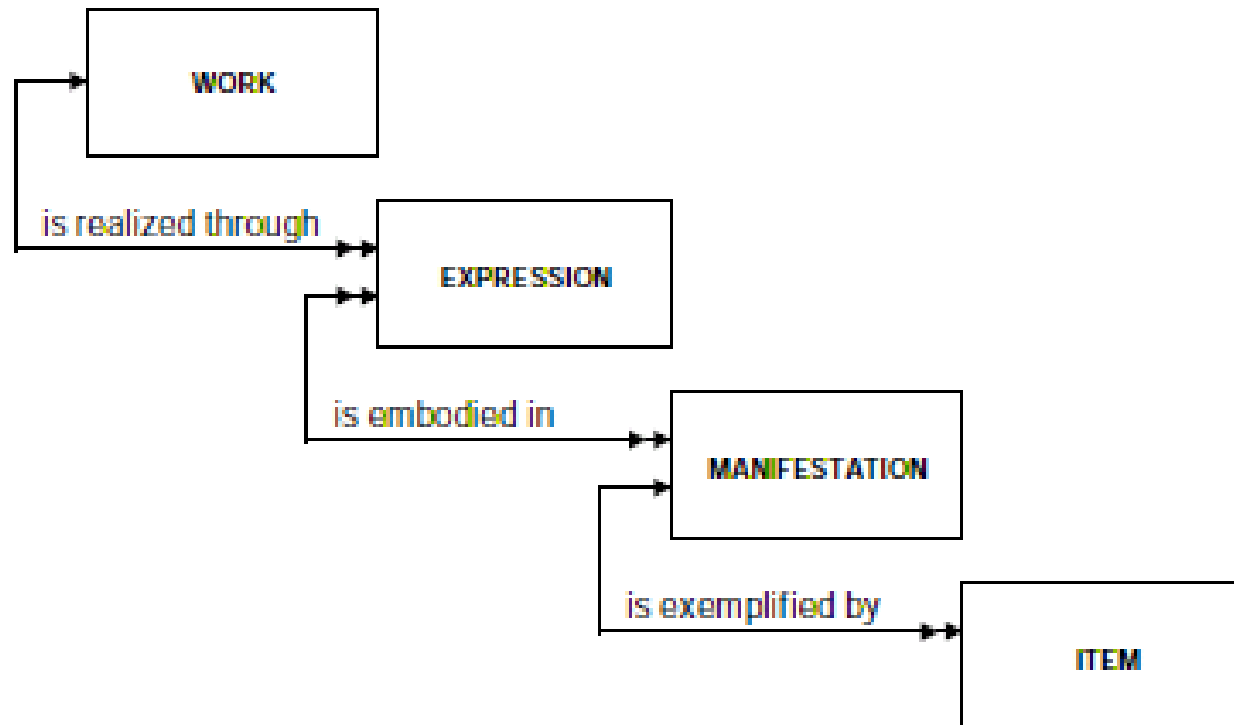 WORK
is realized through
EXPRESSION
is embodied in
MANIFESTATION
is exemplified by
ITEM